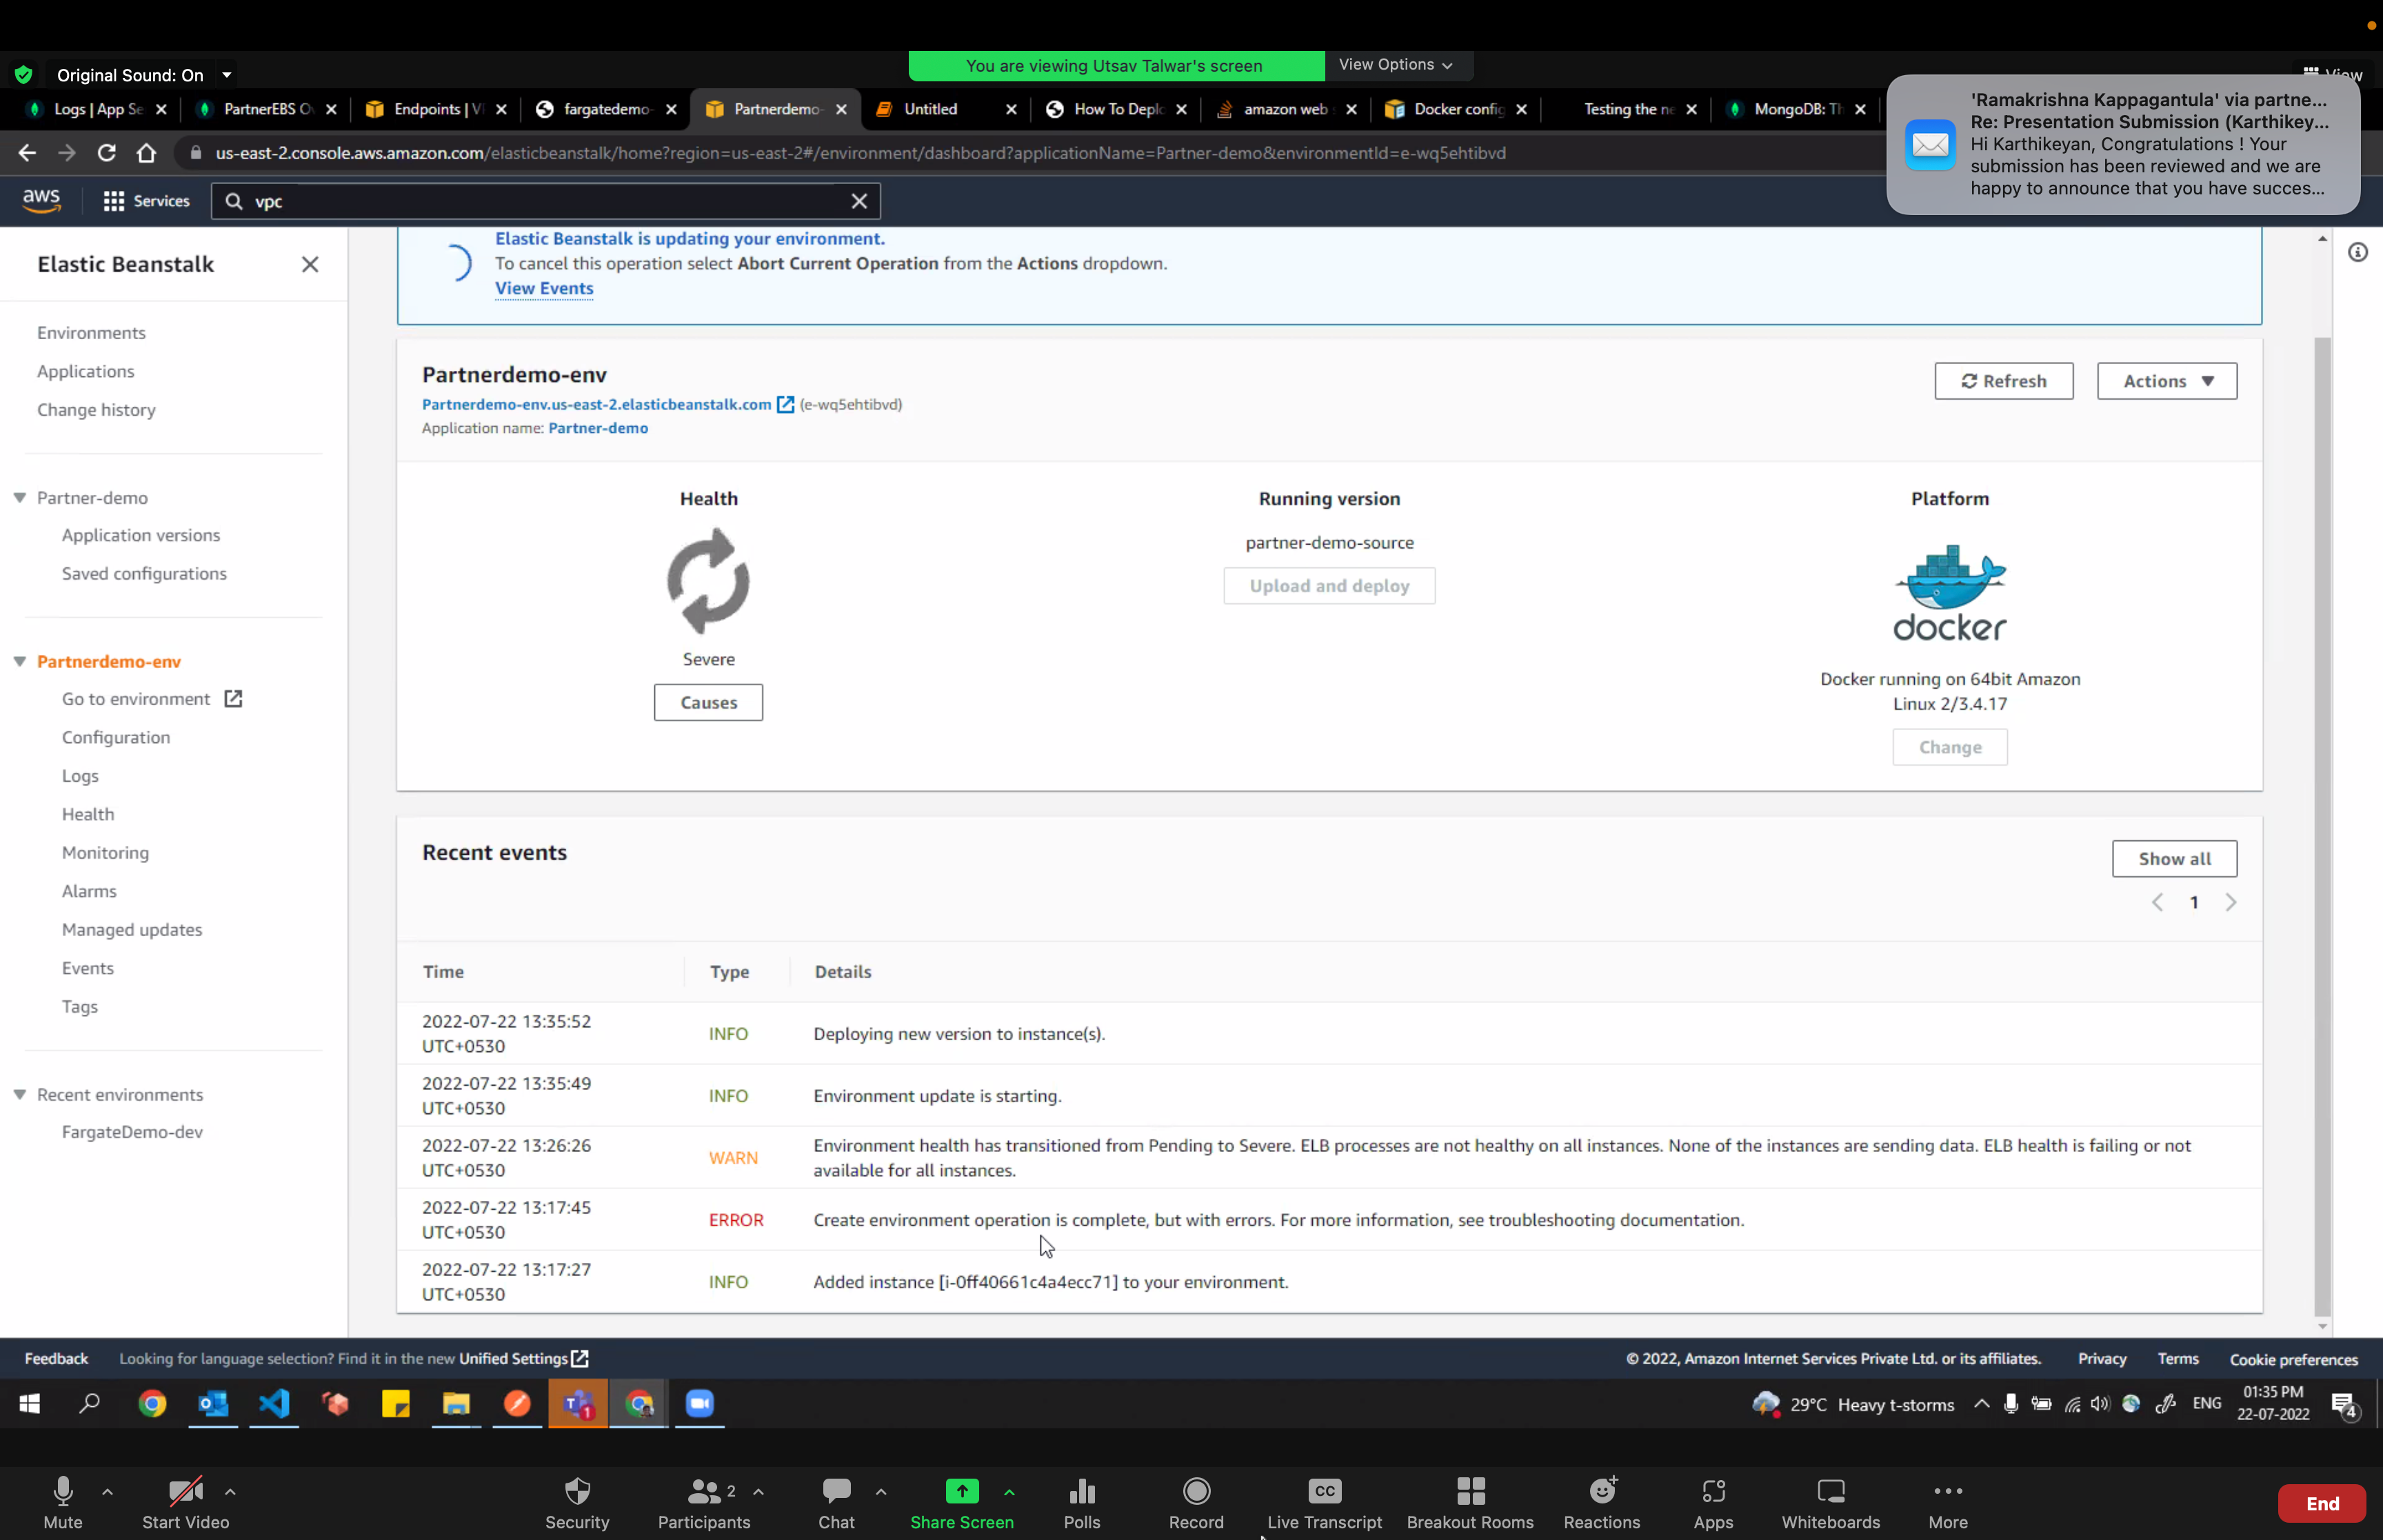 Original Sound: On
You are viewing Utsav Talwar's screen
View Options
View
Logs | App Se
PartnerEBS O
Endpoints | V
fargatedemo-
Partnerdemo-
Untitled
How To Deplo
amazon web s
Docker config
Testing the ne
MongoDB: Th
'Ramakrishna Kappagantula' via partne...
Re: Presentation Submission (Karthikey...
Hi Karthikeyan, Congratulations ! Your
submission has been reviewed and we are
happy to announce that you have succes...
us-east-2.console.aws.amazon.com/elasticbeanstalk/home?region=us-east-2#/environment/dashboard?applicationName=Partner-demo&environmentId=e-wq5ehtibvd
aws
Services
vpc
Elastic Beanstalk
Environments
Applications
Change history
Partner-demo
Application versions
Saved configurations
Partnerdemo-env
Go to environment
Configuration
Logs
Health
Monitoring
Alarms
Managed updates
Events
Tags
Recent environments
FargateDemo-dev
Elastic Beanstalk is updating your environment.
To cancel this operation select Abort Current Operation from the Actions dropdown.
View Events
Partnerdemo-env
Partnerdemo-env.us-east-2.elasticbeanstalk.com (e-wq5ehtibvd)
Application name: Partner-demo
Refresh
Actions
Health
Severe
Causes
Running version
partner-demo-source
Upload and deploy
Platform
docker
Docker running on 64bit Amazon
Linux 2/3.4.17
Change
Recent events
Show all
1
Time Type Details
2022-07-22 13:35:52
UTC+0530
INFO
Deploying new version to instance(s).
2022-07-22 13:35:49
UTC+0530
INFO
Environment update is starting.
2022-07-22 13:26:26
UTC+0530
WARN
Environment health has transitioned from Pending to Severe. ELB processes are not healthy on all instances. None of the instances are sending data. ELB health is failing or not
available for all instances.
2022-07-22 13:17:45
UTC+0530
ERROR
Create environment operation is complete, but with errors. For more information, see troubleshooting documentation.
2022-07-22 13:17:27
UTC+0530
INFO
Added instance [i-0ff40661c4a4ecc71] to your environment.
Feedback
Looking for language selection? Find it in the new Unified Settings
© 2022, Amazon Internet Services Private Ltd. or its affiliates.
Privacy
Terms
Cookie preferences
29°C Heavy t-storms
ENG
01:35 PM
22-07-2022
4
Mute
Start Video
Security
2
Participants
Chat
Share Screen
Polls
Record
CC
Live Transcript
Breakout Rooms
Reactions
Apps
Whiteboards
More
End